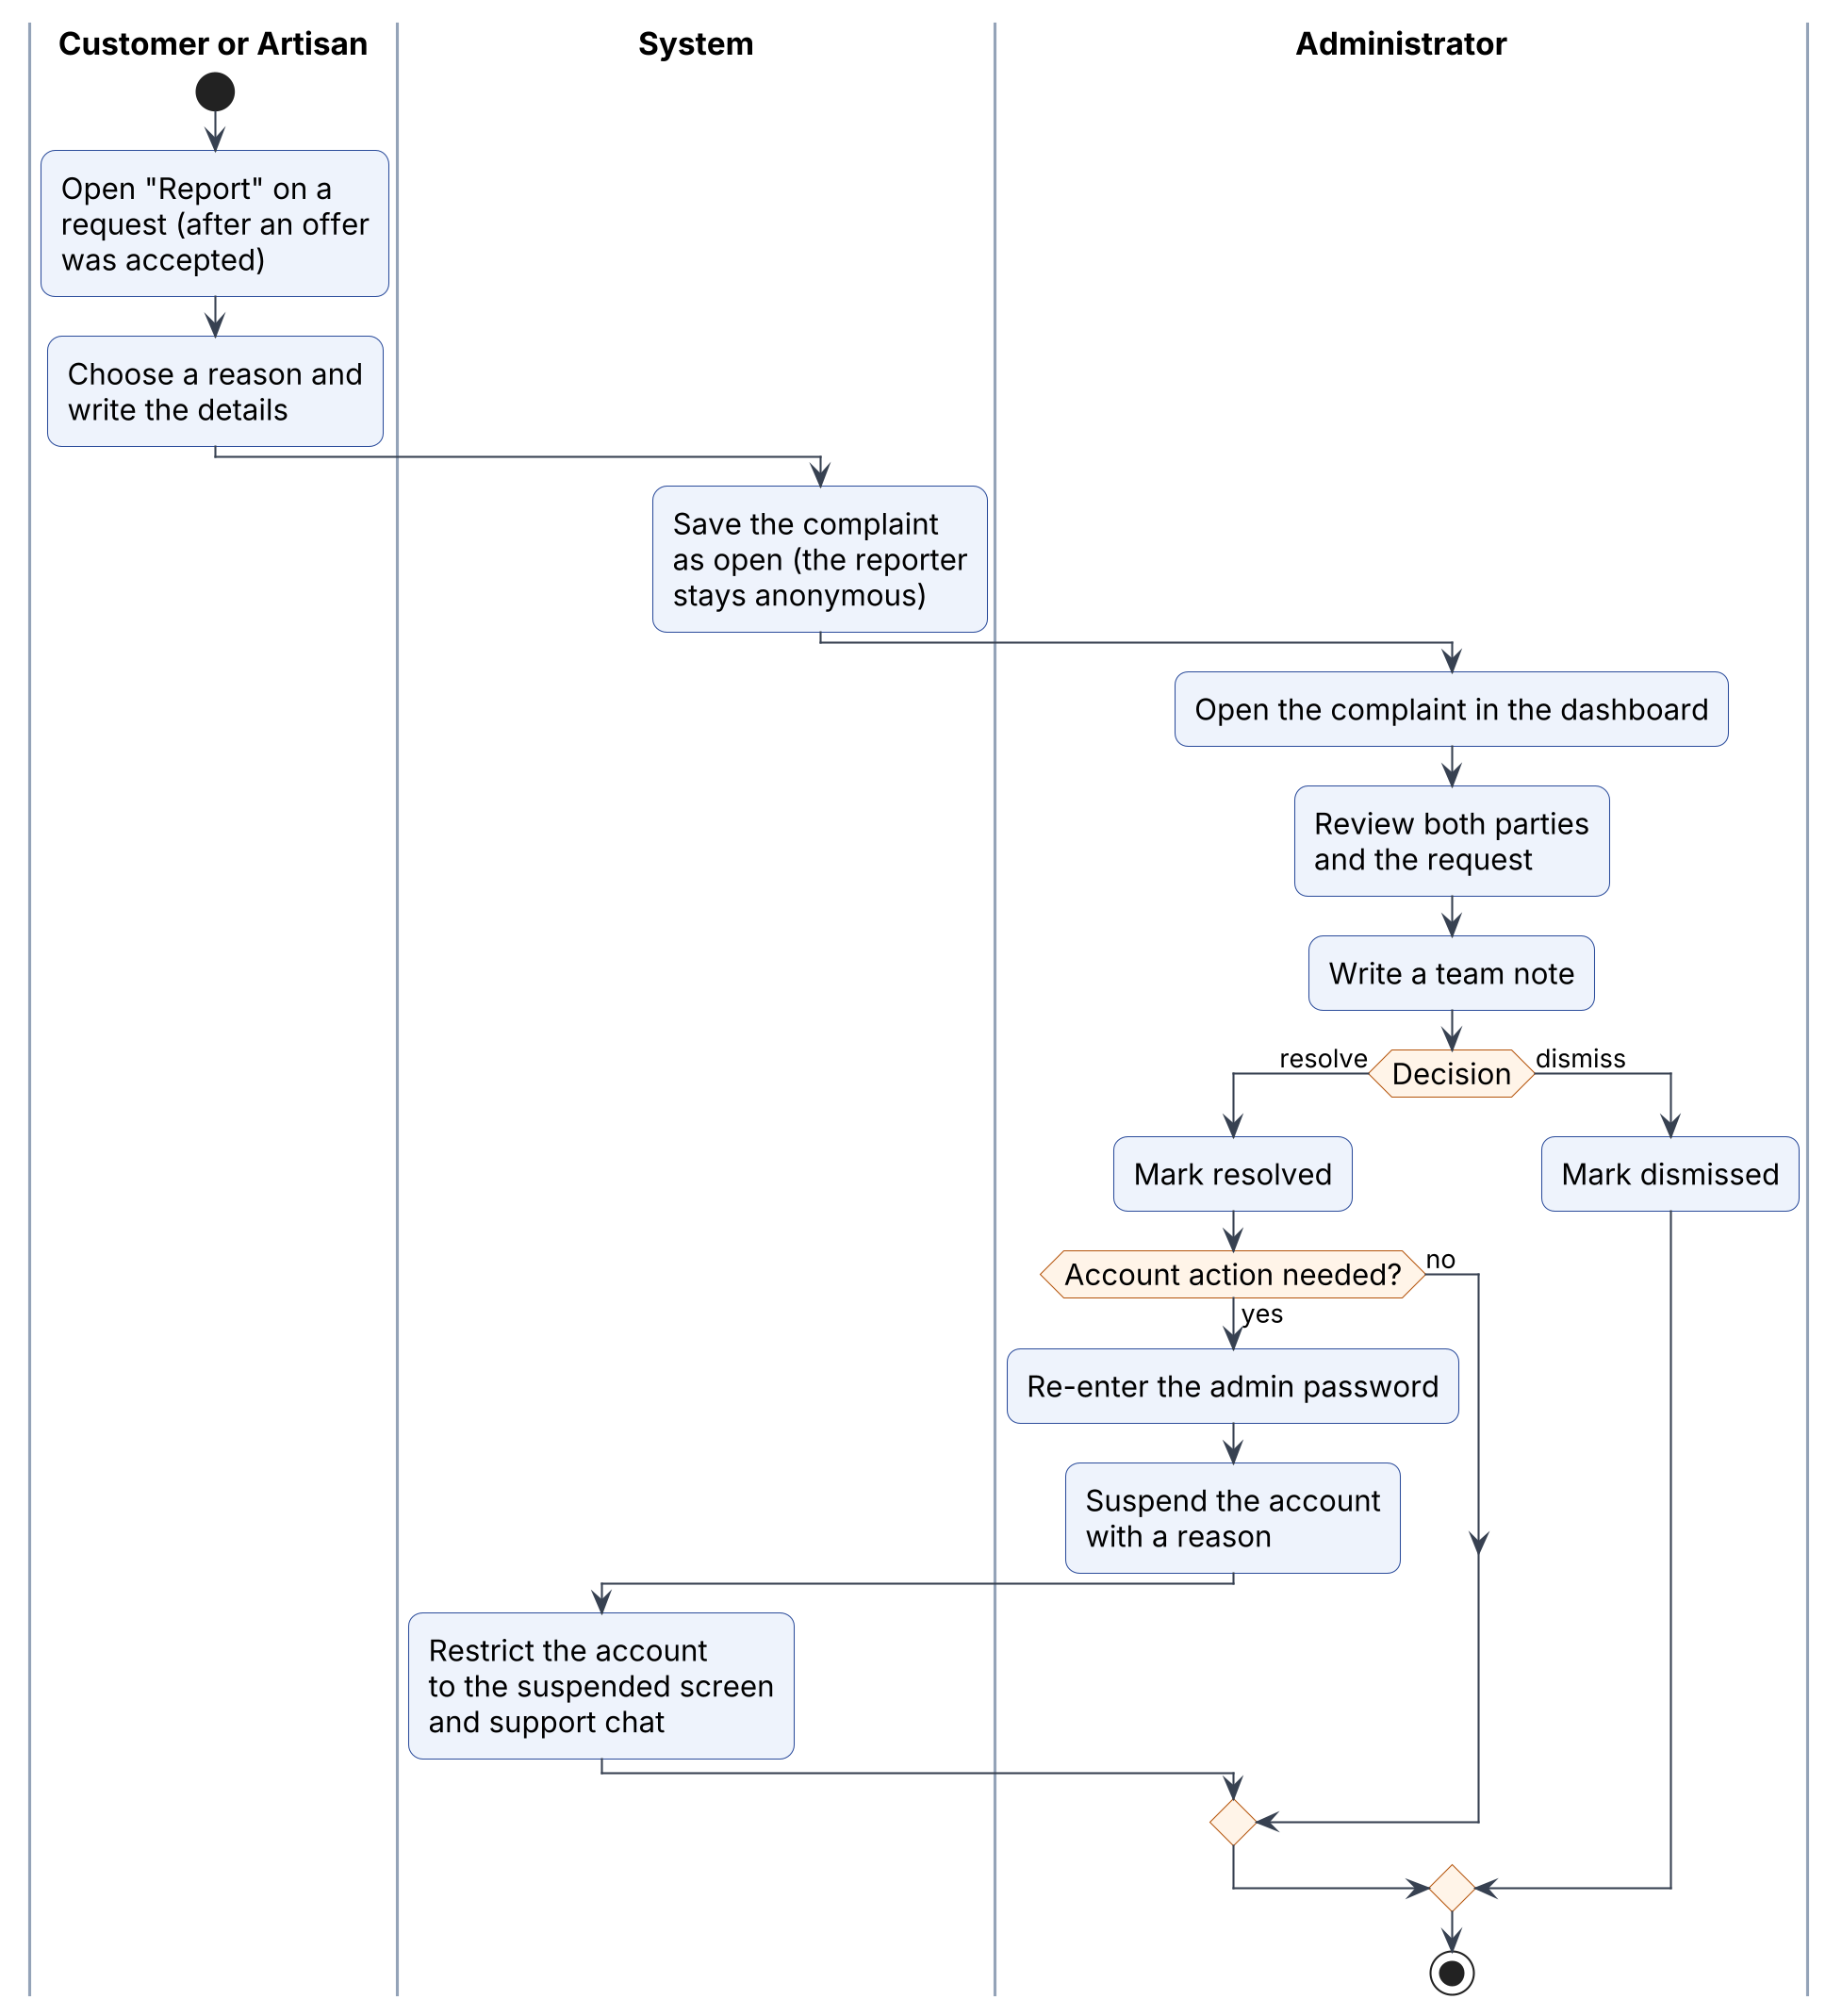 Customer or Artisan
System
Administrator
Open "Report" on a
request (after an offer
was accepted)
Choose a reason and
write the details
Save the complaint
as open (the reporter
stays anonymous)
Open the complaint in the dashboard
Review both parties
and the request
Write a team note
resolve
Decision
dismiss
Mark resolved
Mark dismissed
Account action needed?
no
yes
Re-enter the admin password
Suspend the account
with a reason
Restrict the account
to the suspended screen
and support chat